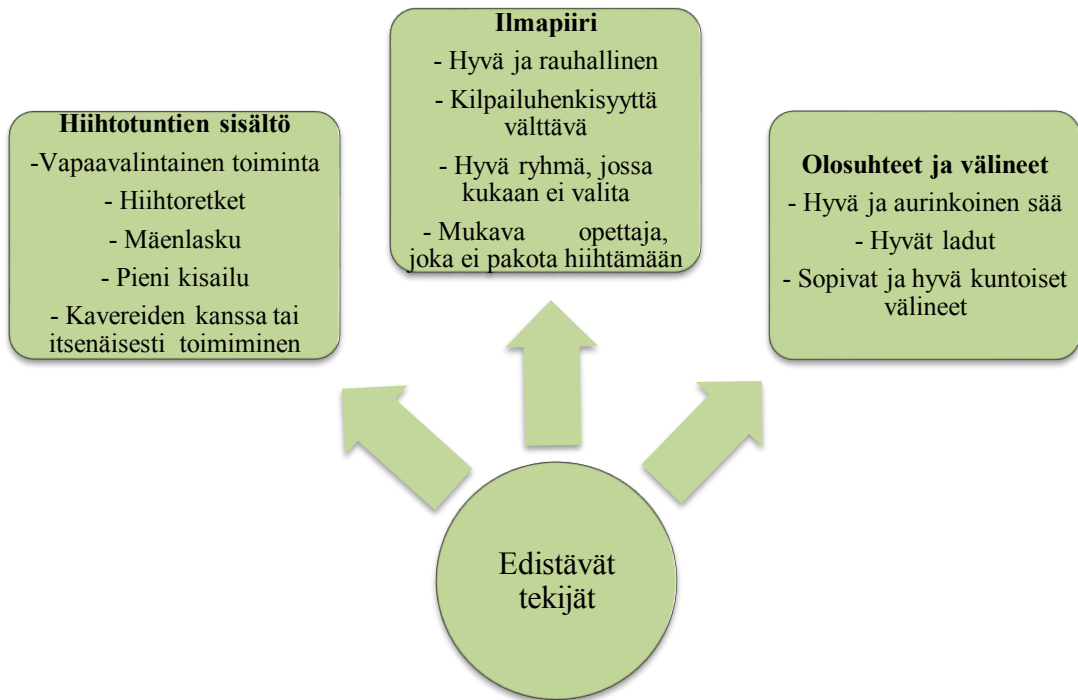 Hiihtotuntien sisältö
-Vapaavalintainen toiminta
- Hiihtoretket
- Mäenlasku
- Pieni kisailu
- Kavereiden kanssa tai
itsenäisesti toimiminen
Ilmapiiri
- Hyvä ja rauhallinen
- Kilpailuhenkisyyttä
välttävä
- Hyvä ryhmä, jossa
kukaan ei valita
- Mukava opettaja,
joka ei pakota hiihtämään
Olosuhteet ja välineet
- Hyvä ja aurinkoinen sää
- Hyvät ladut
- Sopivat ja hyvä kuntoiset
välineet
Edistävät
tekijät